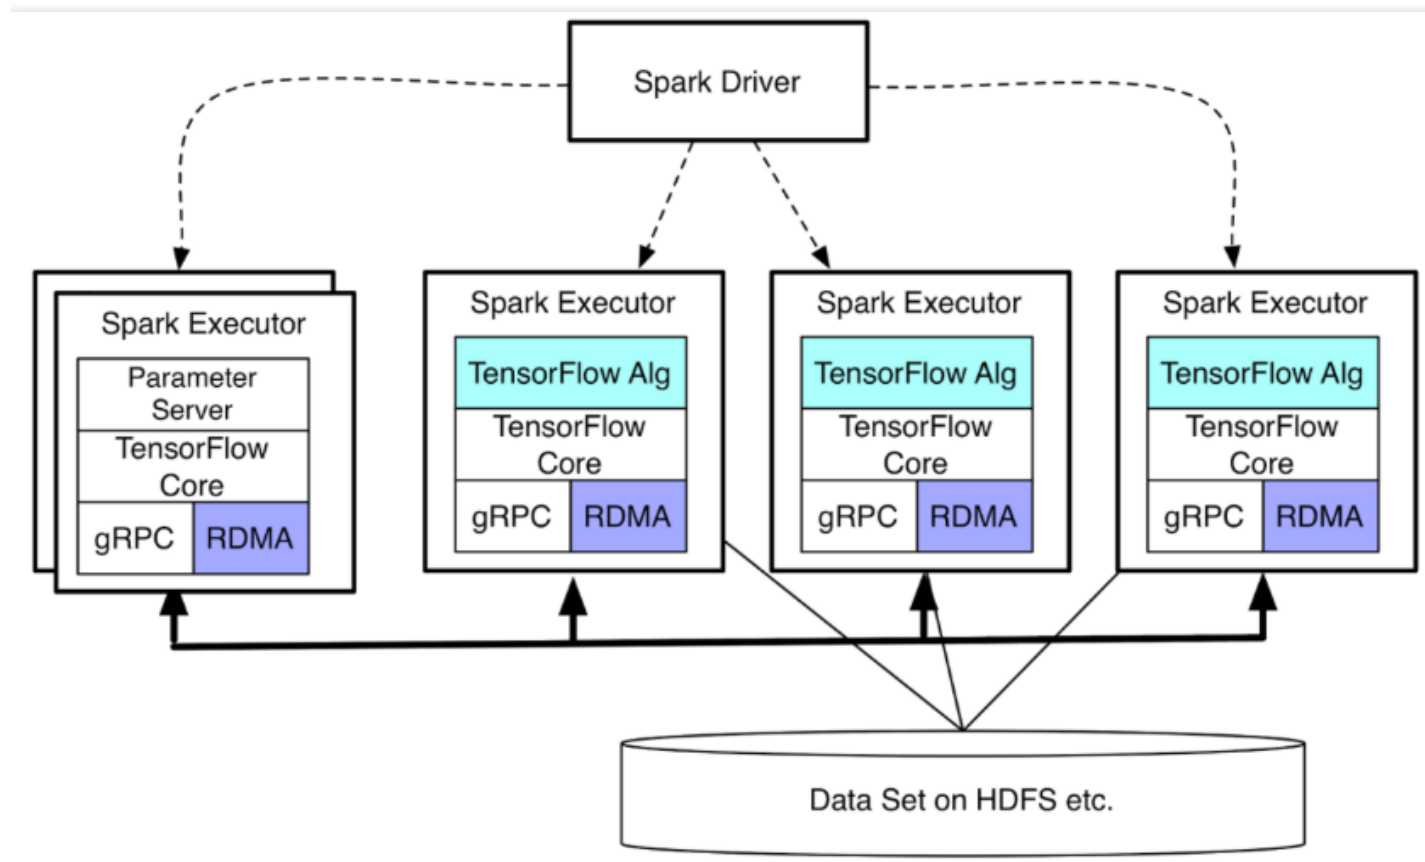 Spark Driver
Spark Executor
Parameter
Server
TensorFlow
Core
gRPC
RDMA
Spark Executor
TensorFlow Alg
TensorFlow
Core
gRPC
RDMA
Spark Executor
TensorFlow Alg
TensorFlow
Core
gRPC
RDMA
Spark Executor
TensorFlow Alg
TensorFlow
Core
gRPC
RDMA
Data Set on HDFS etc.